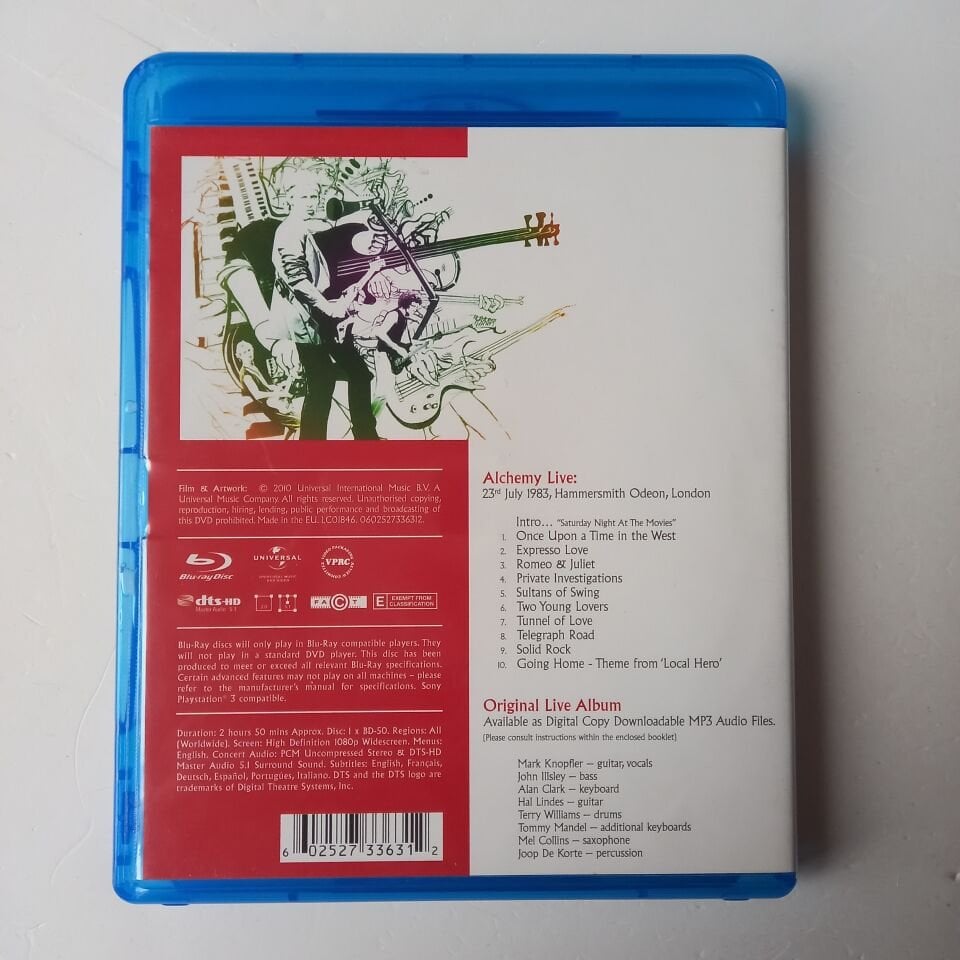 Film & Artwork: © 2010 Universal International Music B.V. A
Universal Music Company. All rights reserved. Unauthorised copying,
reproduction, hiring, lending, public performance and broadcasting of
this DVD prohibited. Made in the EU. LC01846. 0602527336312.
Blu-ray Disc
UNIVERSAL
VPRC
dts-HD
Master Audio 5.1
2.0
5.1
FACT
E EXEMPT FROM
CLASSIFICATION
Blu-Ray discs will only play in Blu-Ray compatible players. They
will not play in a standard DVD player. This disc has been
produced to meet or exceed all relevant Blu-Ray specifications.
Certain advanced features may not play on all machines – please
refer to the manufacturer's manual for specifications. Sony
Playstation® 3 compatible.
Duration: 2 hours 50 mins Approx. Disc: 1 x BD-50. Regions: All
(Worldwide). Screen: High Definition 1080p Widescreen. Menus:
English. Concert Audio: PCM Uncompressed Stereo & DTS-HD
Master Audio 5.1 Surround Sound. Subtitles: English, Français,
Deutsch, Español, Portugües, Italiano. DTS and the DTS logo are
trademarks of Digital Theatre Systems, Inc.
6 02527 33631 2
Alchemy Live:
23rd July 1983, Hammersmith Odeon, London
Intro... "Saturday Night At The Movies"
1. Once Upon a Time in the West
2. Expresso Love
3. Romeo & Juliet
4. Private Investigations
5. Sultans of Swing
6. Two Young Lovers
7. Tunnel of Love
8. Telegraph Road
9. Solid Rock
10. Going Home - Theme from 'Local Hero'
Original Live Album
Available as Digital Copy Downloadable MP3 Audio Files.
(Please consult instructions within the enclosed booklet)
Mark Knopfler – guitar, vocals
John Illsley – bass
Alan Clark – keyboard
Hal Lindes – guitar
Terry Williams – drums
Tommy Mandel – additional keyboards
Mel Collins – saxophone
Joop De Korte – percussion